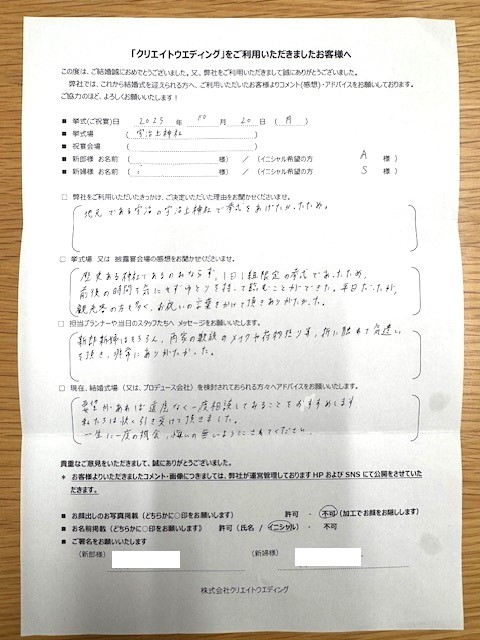 「クリエイトウエディング」をご利用いただきましたお客様へ
この度は、ご結婚誠におめでとうございました。又、弊社をご利用いただきまして誠にありがとうございました。
弊社では、これから結婚式を迎えられる方へ、ご利用いただいたお客様よりコメント(感想)・アドバイスをお願いしております。
ご協力のほど、よろしくお願いいたします!
■ 挙式(ご祝宴)日 2025 年 10 月 20 日 ( 月 )
■ 挙式場 ( 宇治上神社 )
■ 祝宴会場 ( )
■ 新郎様 お名前 ( 様) / (イニシャル希望の方 A 様 )
■ 新婦様 お名前 ( 様) / (イニシャル希望の方 S 様 )
□ 弊社をご利用いただいたきっかけ、ご決定いただいた理由をお聞かせくださいませ。
地元である宇治の宇治上神社で挙式をあげたかったため。
□ 挙式場 又は 披露宴会場の感想をお聞かせくださいませ。
歴史ある神社であるのみならず、1日1組限定の挙式であったため、
前後の時間を気にせずゆとりを持って臨むことができた。平日だったが、
観光客の方も多く、お祝いの言葉をかけて頂きありがたかった。
□ 担当プランナーや当日のスタッフたちへ メッセージをお願いいたします。
新郎新婦はもちろん、両家の親族のメイクや荷物預り等、折に触れて気遣い
を頂き、非常にありがたかった。
□ 現在、結婚式場(又は、プロデュース会社)を検討されておられる方々へアドバイスをお願いいたします。
要望があれば遠慮なく一度相談してみることをおすすめします
私たちは快く引き受けて頂きました。
一生に一度の機会、悔いの無いようにされてください。
貴重なご意見をいただきまして、誠にありがとうございました。
* お客様よりいただきましたコメント・画像につきましては、弊社が運営管理しております HP および SNS にて公開をさせていた
だきます。
■ お顔出しのお写真掲載(どちらかに○印をお願いします) 許可 ・ 不可 (加工でお顔をお隠しします)
■ お名前掲載(どちらかに○印をお願いします) 許可 (氏名 / イニシャル) ・ 不可
■ ご署名をお願いいたします
(新郎様) (新婦様)
株式会社クリエイトウエディング